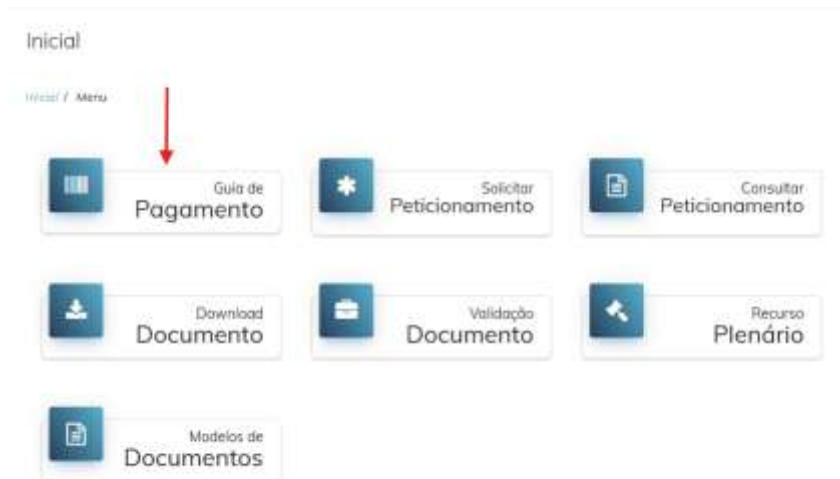 Inicial
Inicial / Menu
Guia de
Pagamento
Solicitar
Peticionamento
Consultar
Peticionamento
Download
Documento
Validação
Documento
Recurso
Plenário
Modelos de
Documentos